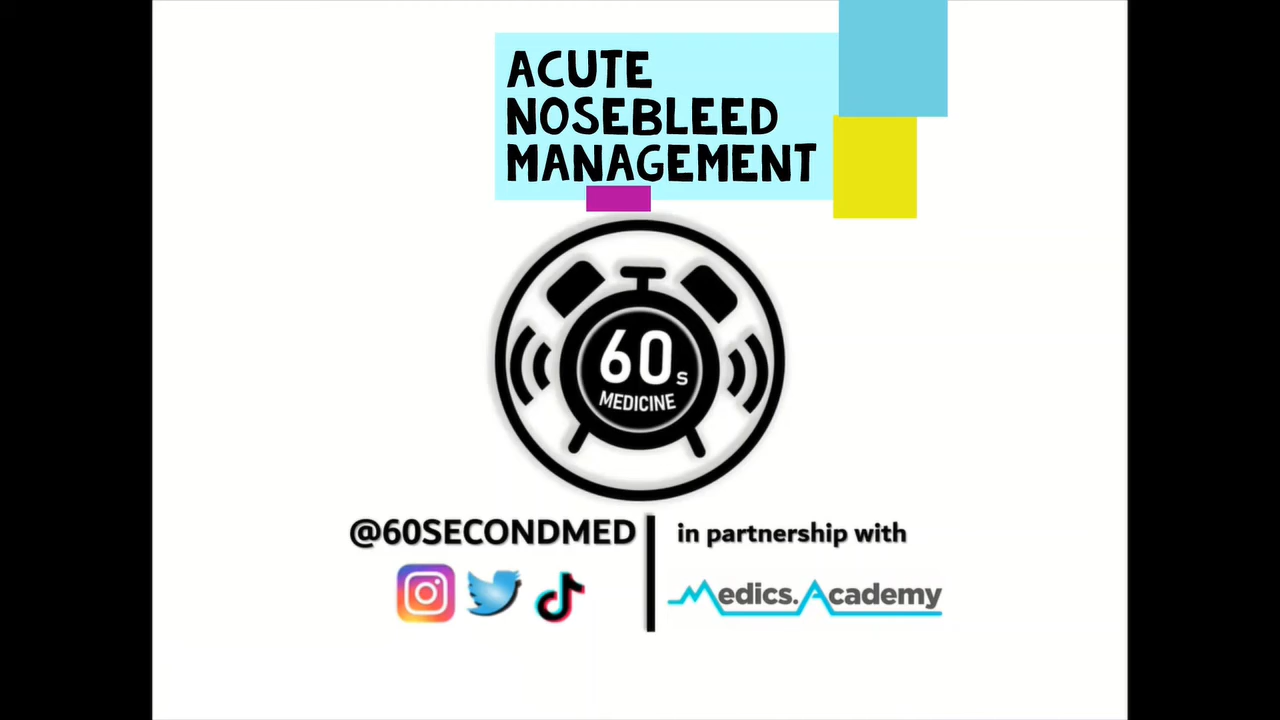 ACUTE
NOSEBLEED
MANAGEMENT
60s
MEDICINE
@60SECONDMED
in partnership with
Medics.Academy